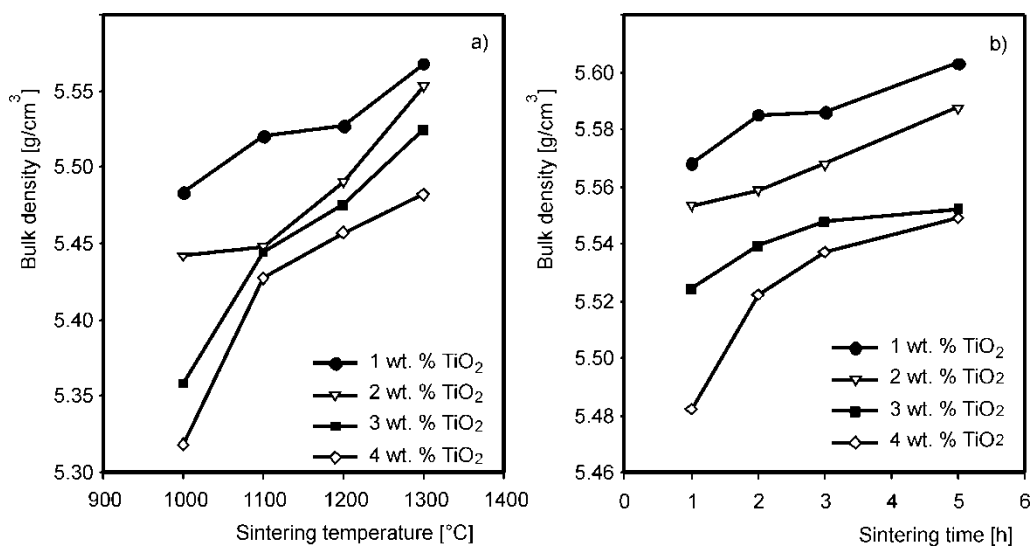 a)
Bulk density [g/cm³]
5.55
5.50
5.45
5.40
5.35
5.30
1 wt. % TiO₂
2 wt. % TiO₂
3 wt. % TiO₂
4 wt. % TiO₂
900 1000 1100 1200 1300 1400
Sintering temperature [°C]
b)
Bulk density [g/cm³]
5.60
5.58
5.56
5.54
5.52
5.50
5.48
5.46
1 wt. % TiO₂
2 wt. % TiO₂
3 wt. % TiO₂
4 wt. % TiO₂
0 1 2 3 4 5 6
Sintering time [h]